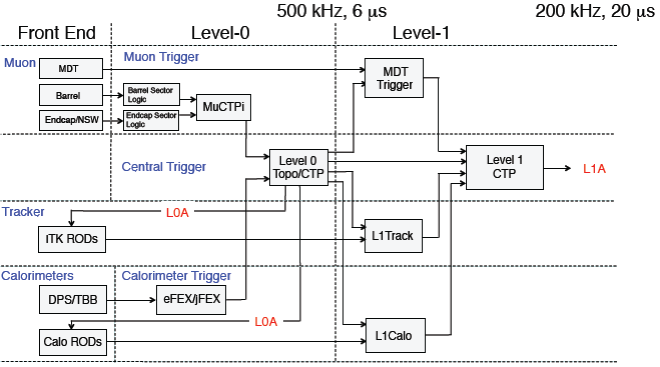 500 kHz, 6 μs
200 kHz, 20 μs
Front End
Level-0
Level-1
Muon
Muon Trigger
MDT
MDT
Trigger
Barrel
Barrel Sector
Logic
MuCTPi
Endcap/NSW
Endcap Sector
Logic
Central Trigger
Level 0
Topo/CTP
Level 1
CTP
L1A
Tracker
L0A
ITK RODs
L1Track
Calorimeters
Calorimeter Trigger
DPS/TBB
eFEX/jFEX
L0A
Calo RODs
L1Calo